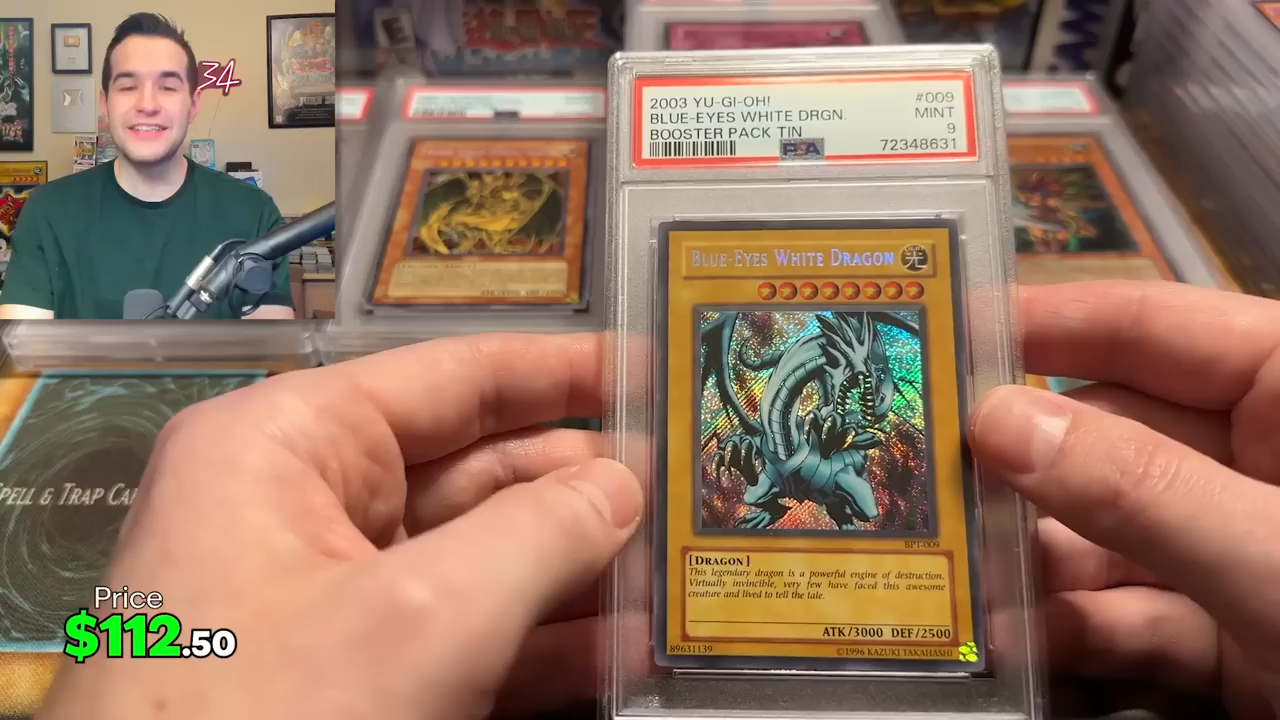 34
2003 YU-GI-OH!
BLUE-EYES WHITE DRGN.
BOOSTER PACK TIN
#009
MINT
9
72348631
PSA
BLUE-EYES WHITE DRAGON
光
BPT-009
[DRAGON]
This legendary dragon is a powerful engine of destruction.
Virtually invincible, very few have faced this awesome
creature and lived to tell the tale.
ATK/3000 DEF/2500
89631139
©1996 KAZUKI TAKAHASHI
SPELL & TRAP CA
Price
$112.50